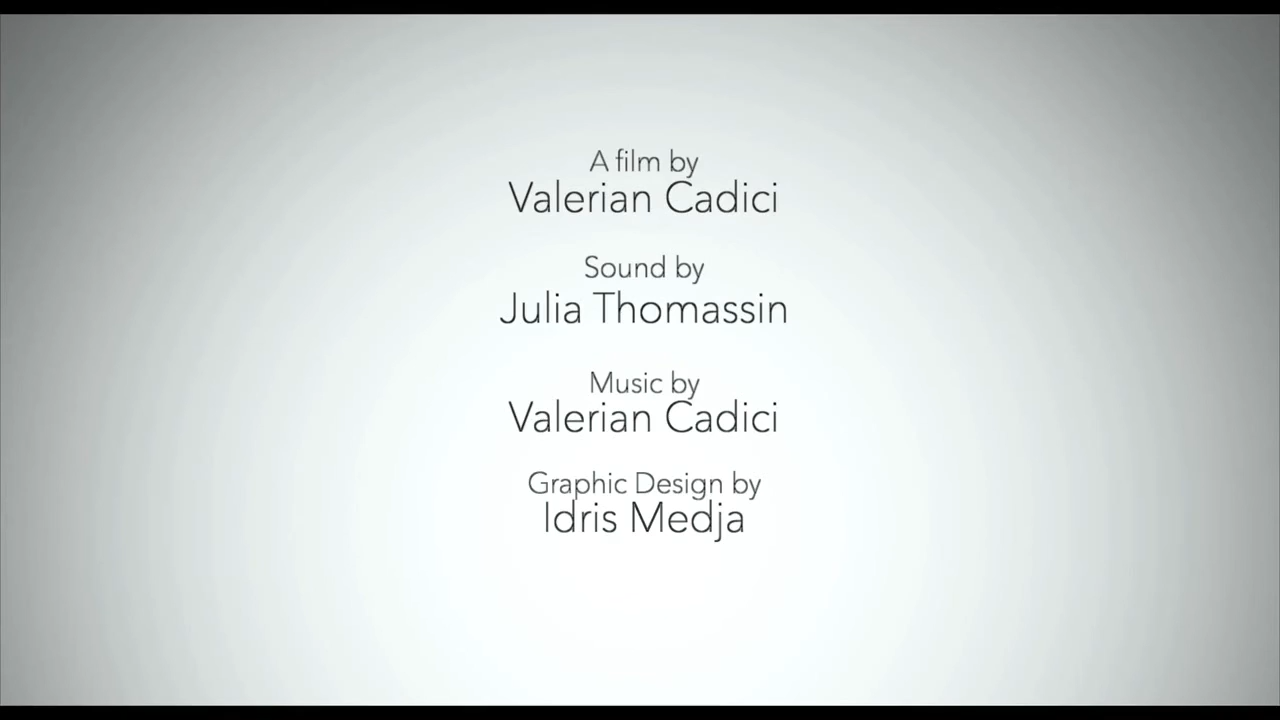 A film by
Valerian Cadici
Sound by
Julia Thomassin
Music by
Valerian Cadici
Graphic Design by
Idris Medja